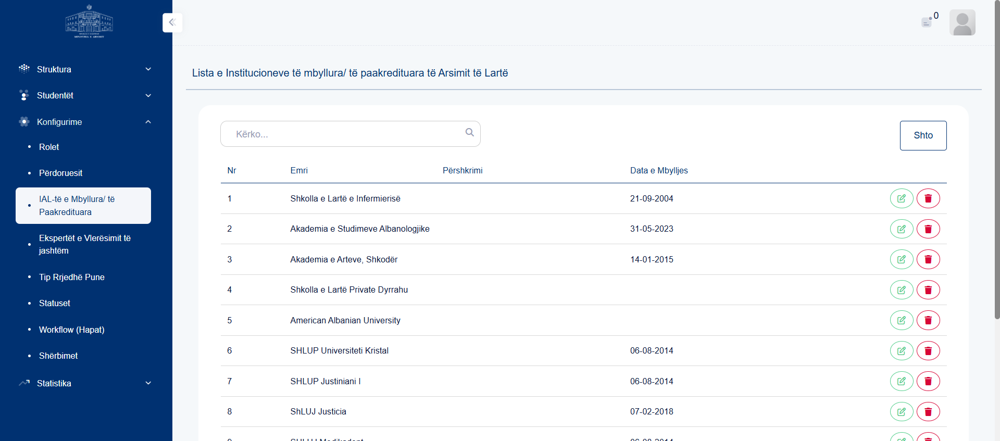 MINISTRIA E ARSIMIT
Struktura
Studentët
Konfigurime
Rolet
Përdoruesit
IAL-të e Mbyllura/ të
Paakredituara
Ekspertët e Vlerësimit të
jashtëm
Tip Rrjedhë Pune
Statuset
Workflow (Hapat)
Shërbimet
Statistika
0
Lista e Institucioneve të mbyllura/ të paakredituara të Arsimit të Lartë
Kërko...
Shto
Nr Emri Përshkrimi Data e Mbylljes
1 Shkolla e Lartë e Infermierisë 21-09-2004
2 Akademia e Studimeve Albanologjike 31-05-2023
3 Akademia e Arteve, Shkodër 14-01-2015
4 Shkolla e Lartë Private Dyrrahu
5 American Albanian University
6 SHLUP Universiteti Kristal 06-08-2014
7 SHLUP Justiniani I 06-08-2014
8 ShLUJ Justicia 07-02-2018